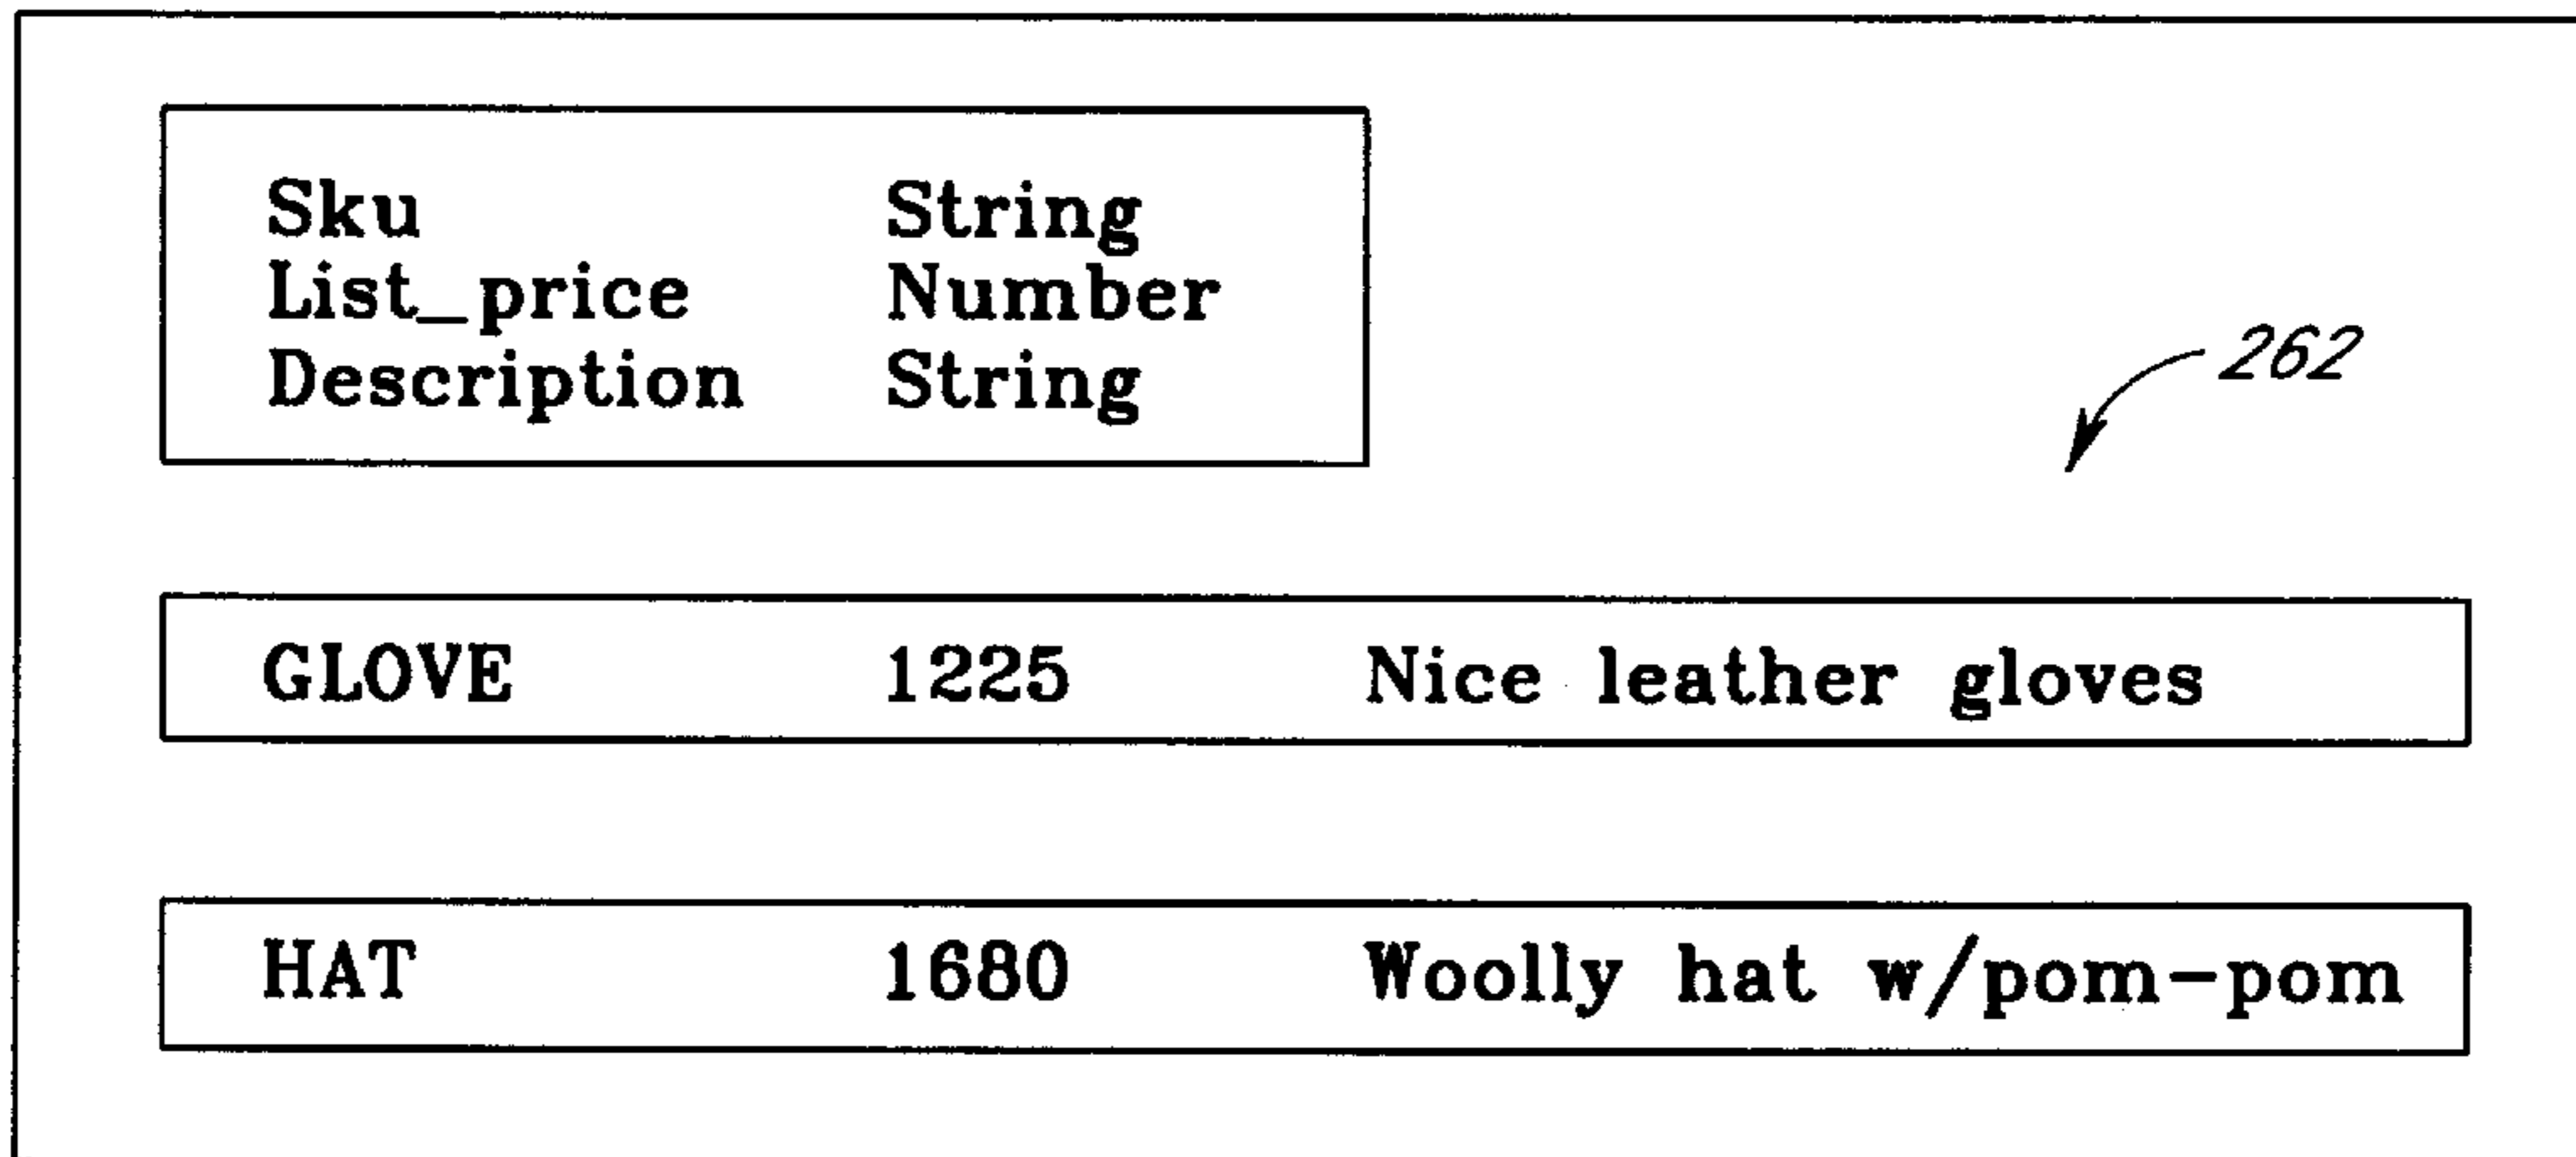 Sku String
List_price Number
Description String
262
GLOVE 1225 Nice leather gloves
HAT 1680 Woolly hat w/pom-pom